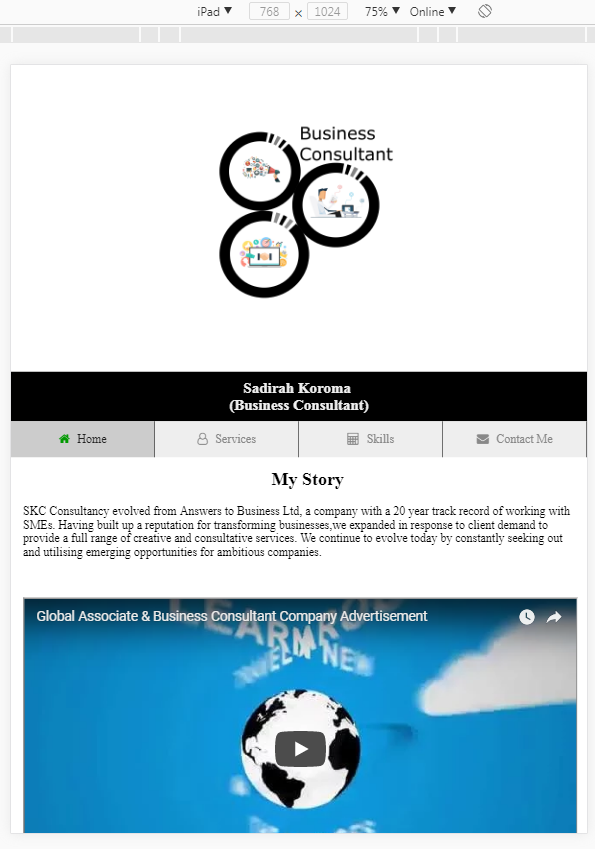 iPad ▼ 768 x 1024 75% ▼ Online ▼
Business
Consultant
Sadirah Koroma
(Business Consultant)
Home Services Skills Contact Me
My Story
SKC Consultancy evolved from Answers to Business Ltd, a company with a 20 year track record of working with
SMEs. Having built up a reputation for transforming businesses,we expanded in response to client demand to
provide a full range of creative and consultative services. We continue to evolve today by constantly seeking out
and utilising emerging opportunities for ambitious companies.
Global Associate & Business Consultant Company Advertisement